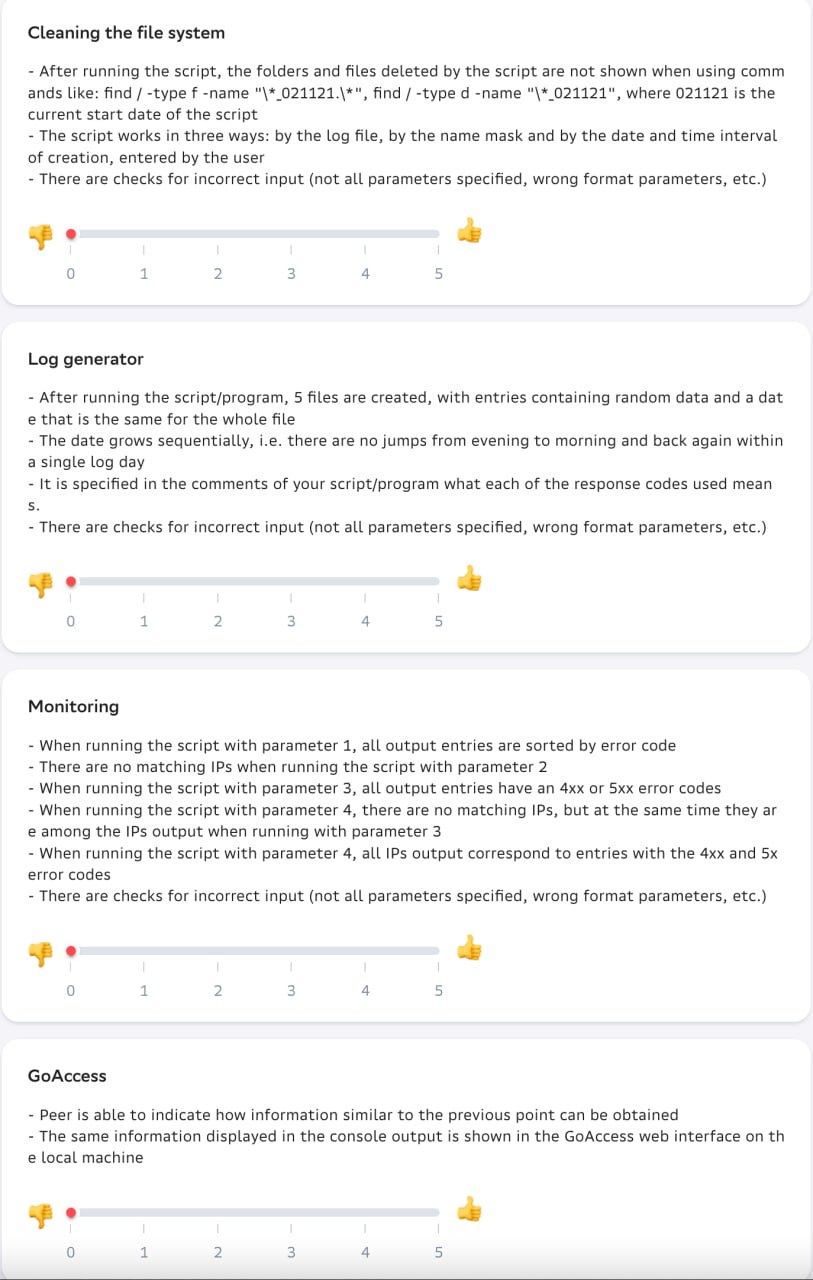 Cleaning the file system
- After running the script, the folders and files deleted by the script are not shown when using comm
ands like: find / -type f -name "\*_021121.\*", find / -type d -name "\*_021121", where 021121 is the
current start date of the script
- The script works in three ways: by the log file, by the name mask and by the date and time interval
of creation, entered by the user
- There are checks for incorrect input (not all parameters specified, wrong format parameters, etc.)
0 1 2 3 4 5
Log generator
- After running the script/program, 5 files are created, with entries containing random data and a dat
e that is the same for the whole file
- The date grows sequentially, i.e. there are no jumps from evening to morning and back again within
a single log day
- It is specified in the comments of your script/program what each of the response codes used mean
s.
- There are checks for incorrect input (not all parameters specified, wrong format parameters, etc.)
0 1 2 3 4 5
Monitoring
- When running the script with parameter 1, all output entries are sorted by error code
- There are no matching IPs when running the script with parameter 2
- When running the script with parameter 3, all output entries have an 4xx or 5xx error codes
- When running the script with parameter 4, there are no matching IPs, but at the same time they ar
e among the IPs output when running with parameter 3
- When running the script with parameter 4, all IPs output correspond to entries with the 4xx and 5x
error codes
- There are checks for incorrect input (not all parameters specified, wrong format parameters, etc.)
0 1 2 3 4 5
GoAccess
- Peer is able to indicate how information similar to the previous point can be obtained
- The same information displayed in the console output is shown in the GoAccess web interface on th
e local machine
0 1 2 3 4 5